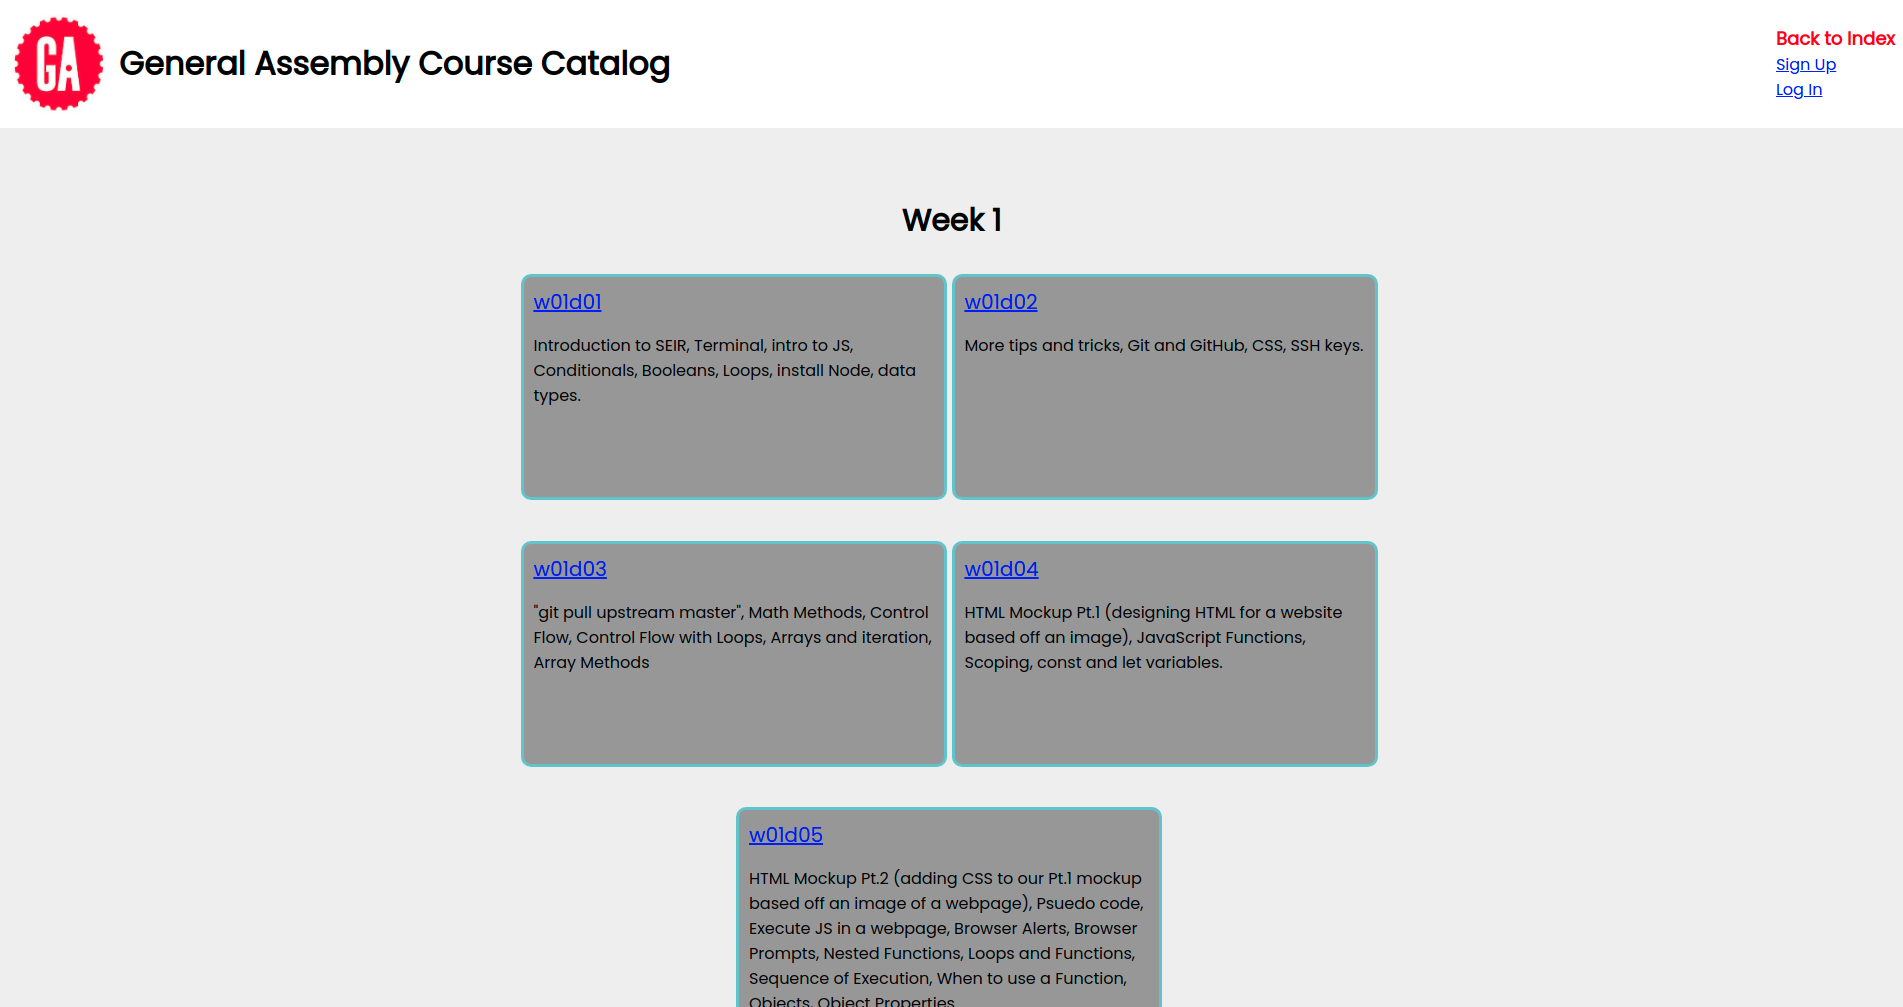 GA
General Assembly Course Catalog
Back to Index
Sign Up
Log In
Week 1
w01d01
Introduction to SEIR, Terminal, intro to JS,
Conditionals, Booleans, Loops, install Node, data
types.
w01d02
More tips and tricks, Git and GitHub, CSS, SSH keys.
w01d03
"git pull upstream master", Math Methods, Control
Flow, Control Flow with Loops, Arrays and iteration,
Array Methods
w01d04
HTML Mockup Pt.1 (designing HTML for a website
based off an image), JavaScript Functions,
Scoping, const and let variables.
w01d05
HTML Mockup Pt.2 (adding CSS to our Pt.1 mockup
based off an image of a webpage), Psuedo code,
Execute JS in a webpage, Browser Alerts, Browser
Prompts, Nested Functions, Loops and Functions,
Sequence of Execution, When to use a Function,
Objects, Object Properties